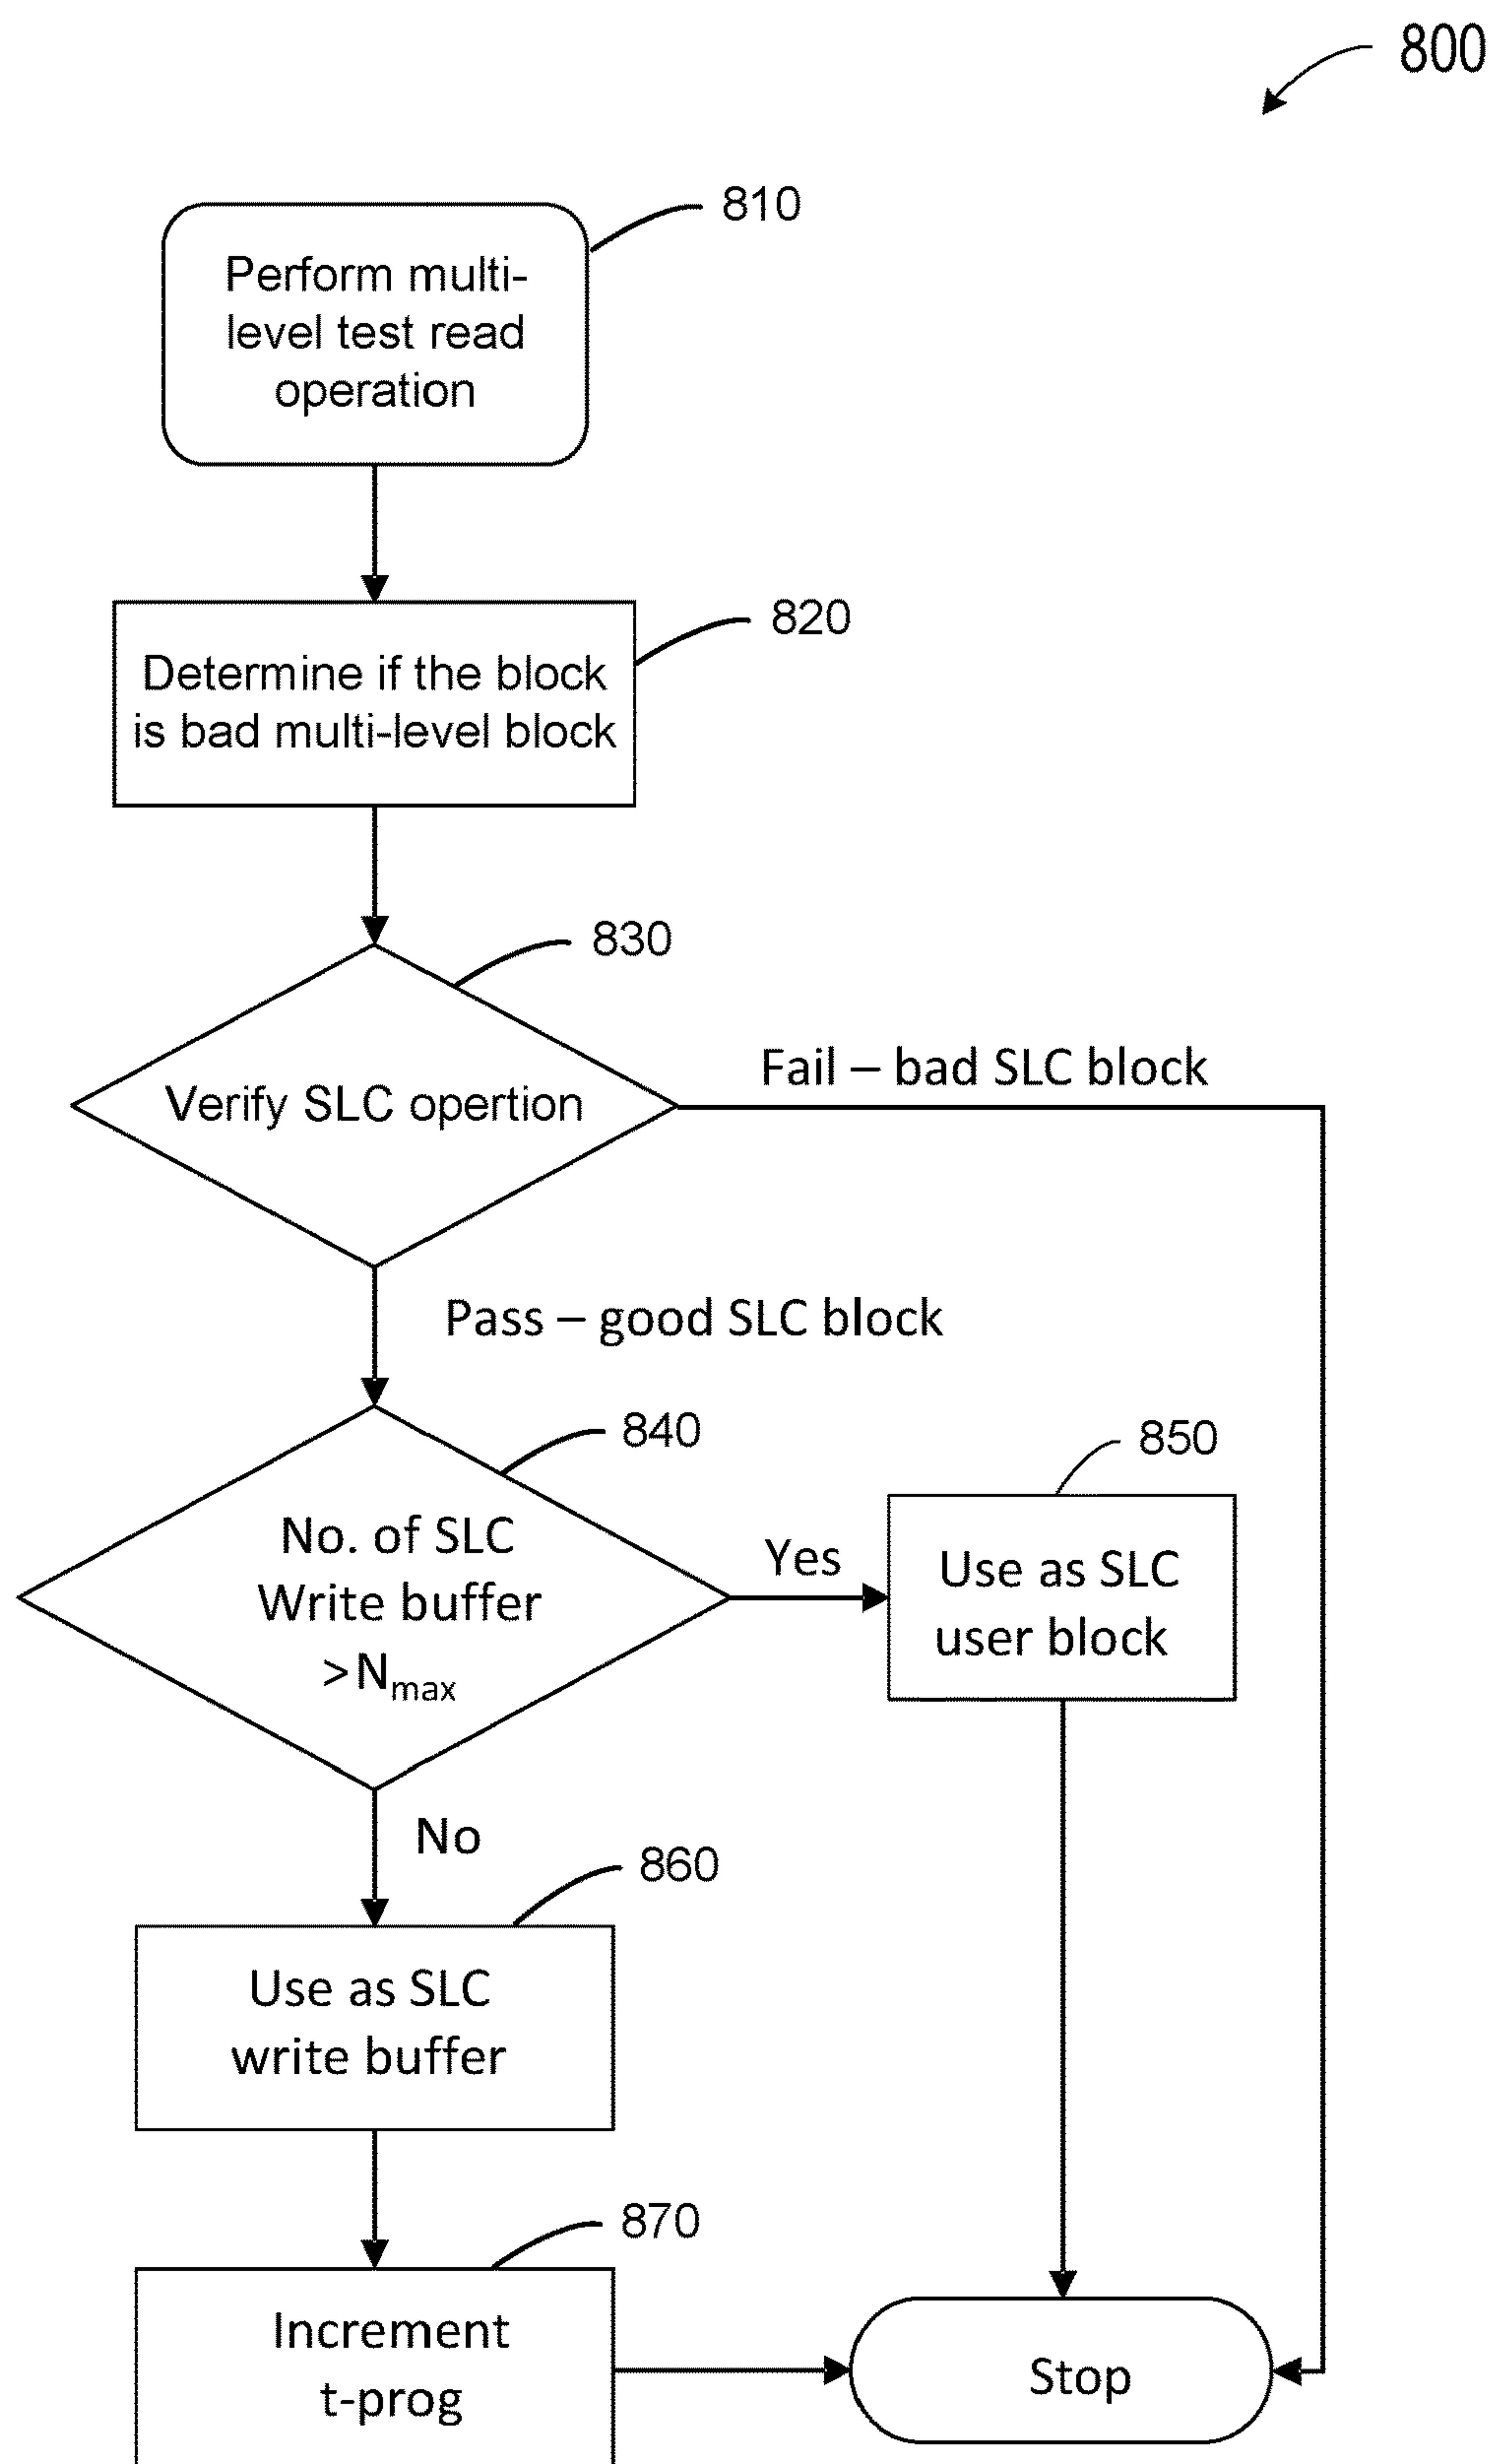 800
810
Perform multi-
level test read
operation
820
Determine if the block
is bad multi-level block
830
Verify SLC opertion
Fail – bad SLC block
Pass – good SLC block
840
No. of SLC
Write buffer
>Nmax
Yes
850
Use as SLC
user block
No
860
Use as SLC
write buffer
870
Increment
t-prog
Stop